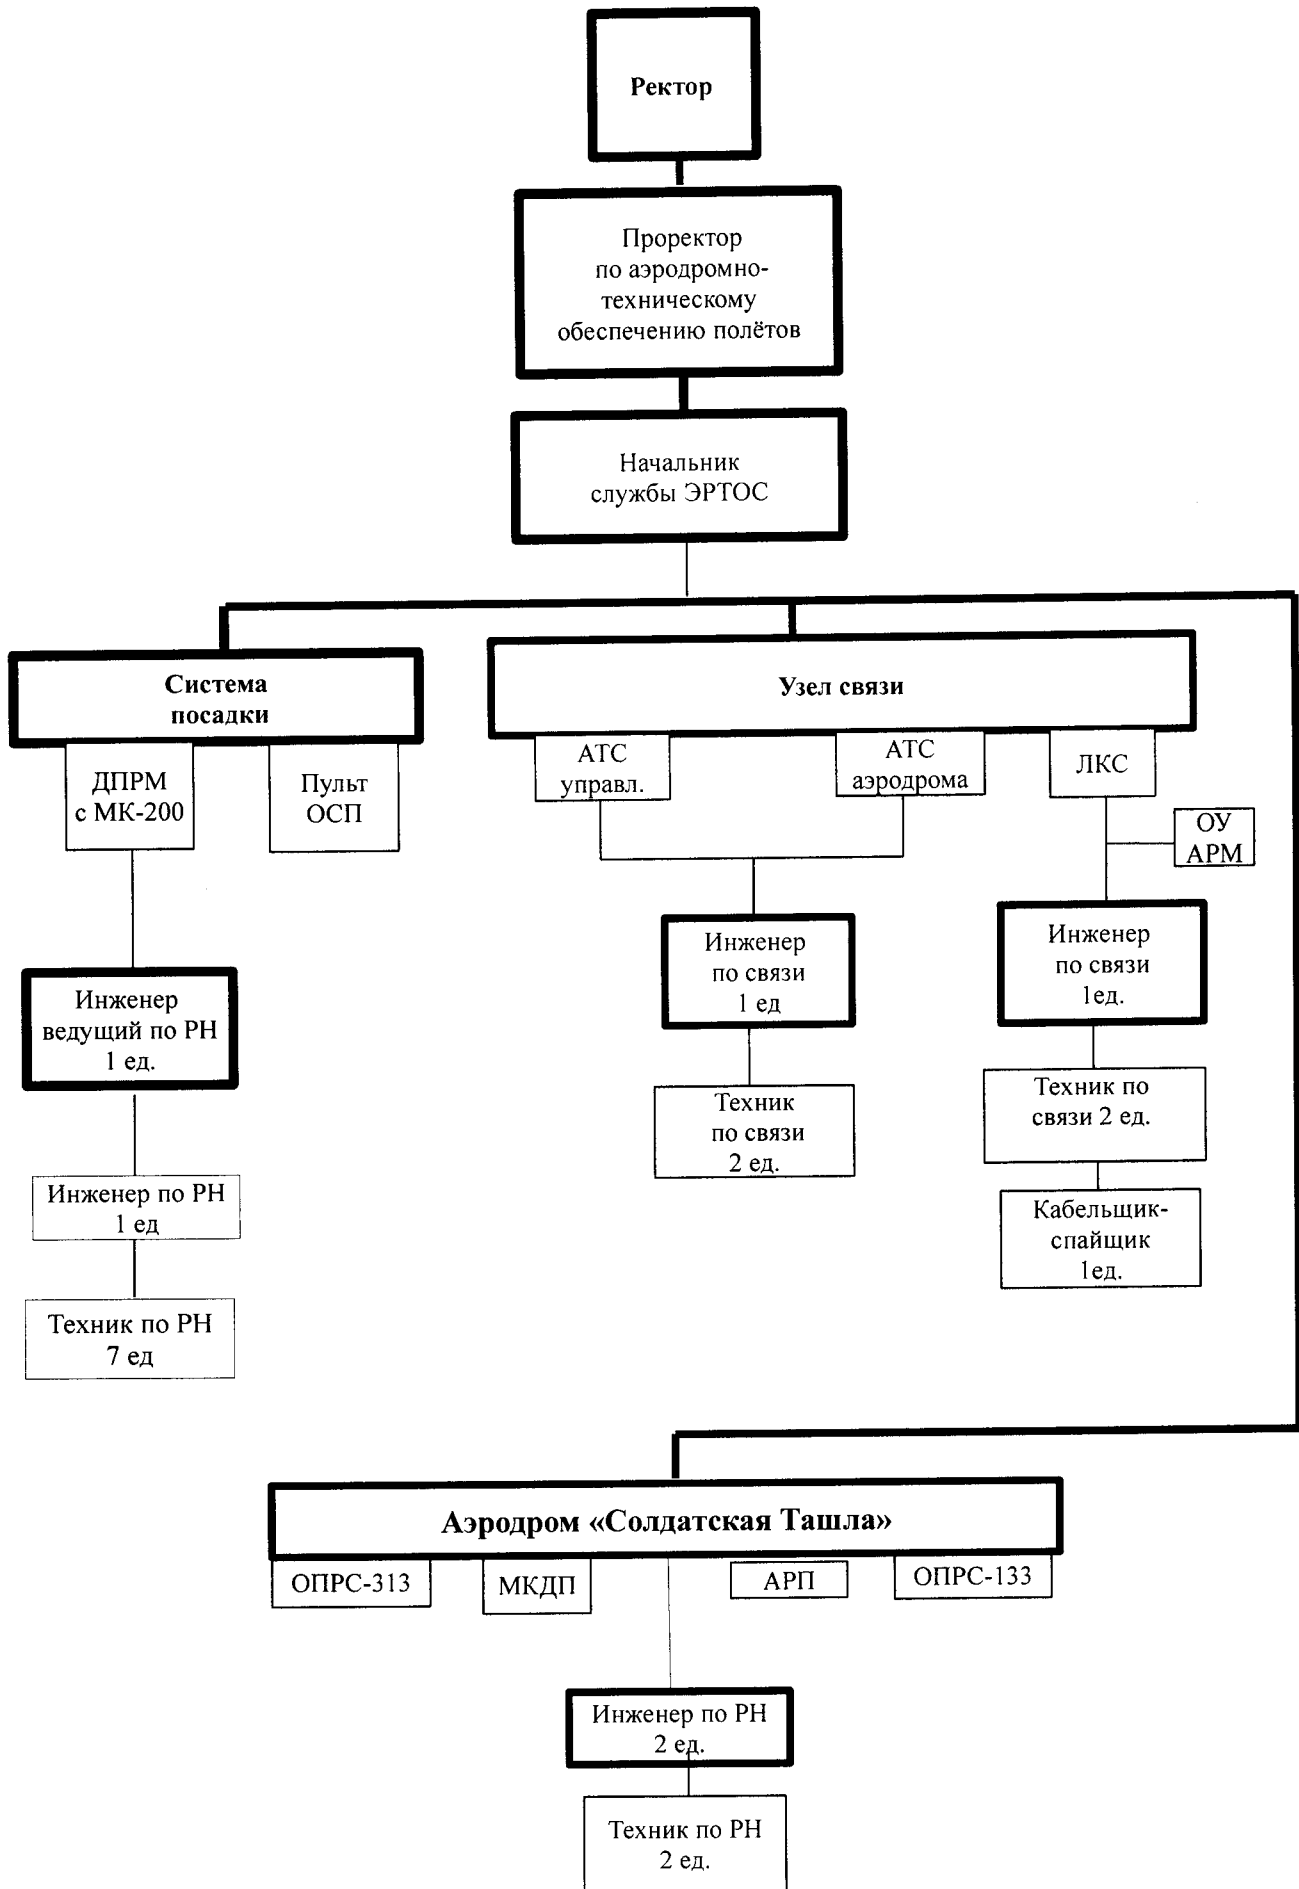 Ректор
Проректор
по аэродромно-
техническому
обеспечению полётов
Начальник
службы ЭРТОС
Система
посадки
ДПРМ
с МК-200
Пульт
ОСП
Инженер
ведущий по РН
1 ед.
Инженер по РН
1 ед
Техник по РН
7 ед
Узел связи
АТС
управл.
АТС
аэродрома
ЛКС
ОУ
АРМ
Инженер
по связи
1 ед
Техник
по связи
2 ед.
Инженер
по связи
1ед.
Техник по
связи 2 ед.
Кабельщик-
спайщик
1ед.
Аэродром «Солдатская Ташла»
ОПРС-313
МКДП
АРП
ОПРС-133
Инженер по РН
2 ед.
Техник по РН
2 ед.